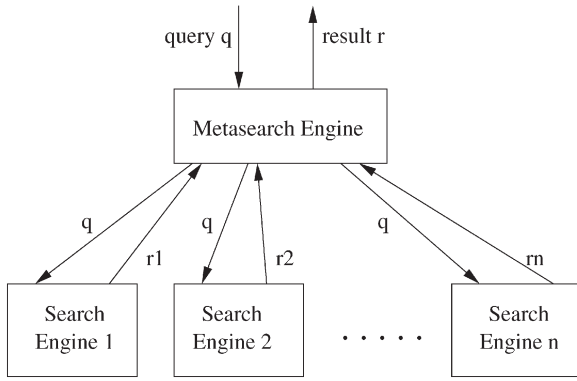 query q
result r
Metasearch Engine
q
r1
q
r2
q
rn
Search
Engine 1
Search
Engine 2
. . . . .
Search
Engine n